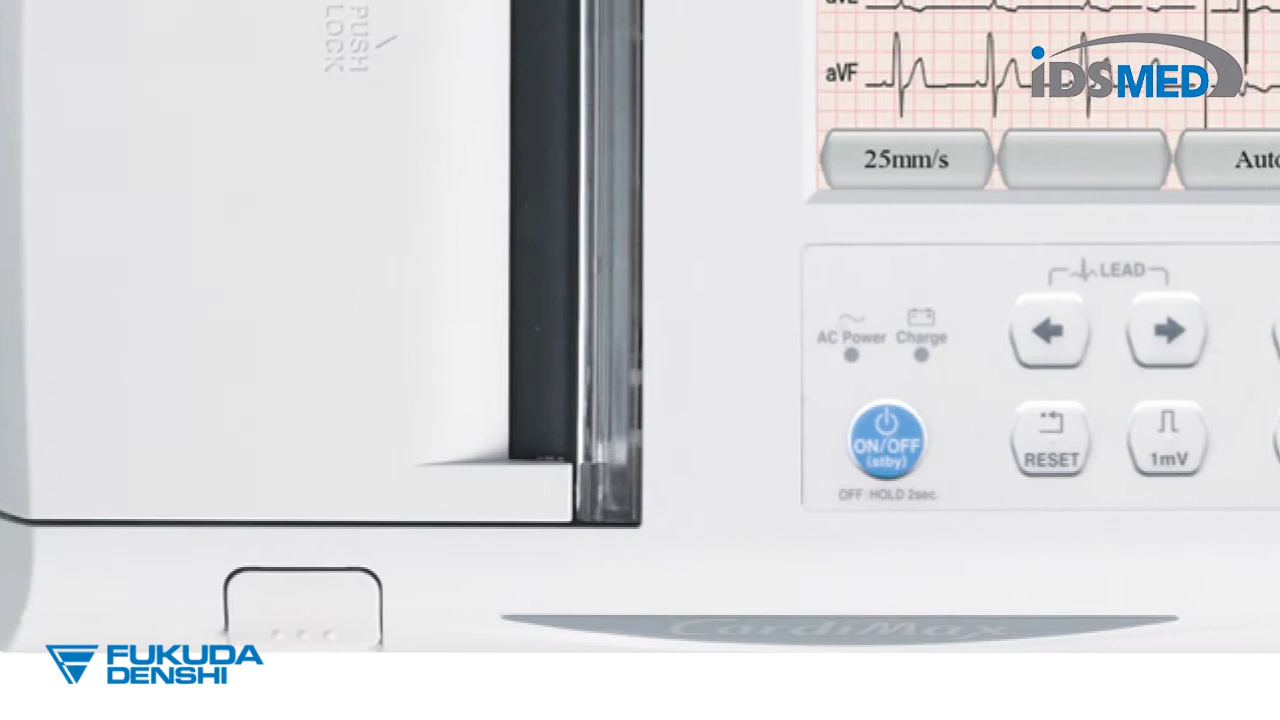 PUSH
LOCK
aVF
iDSMED
25mm/s
Auto
LEAD
AC Power Charge
ON/OFF
(stby)
RESET
1mV
OFF:HOLD 2sec.
CardiMax
FUKUDA
DENSHI